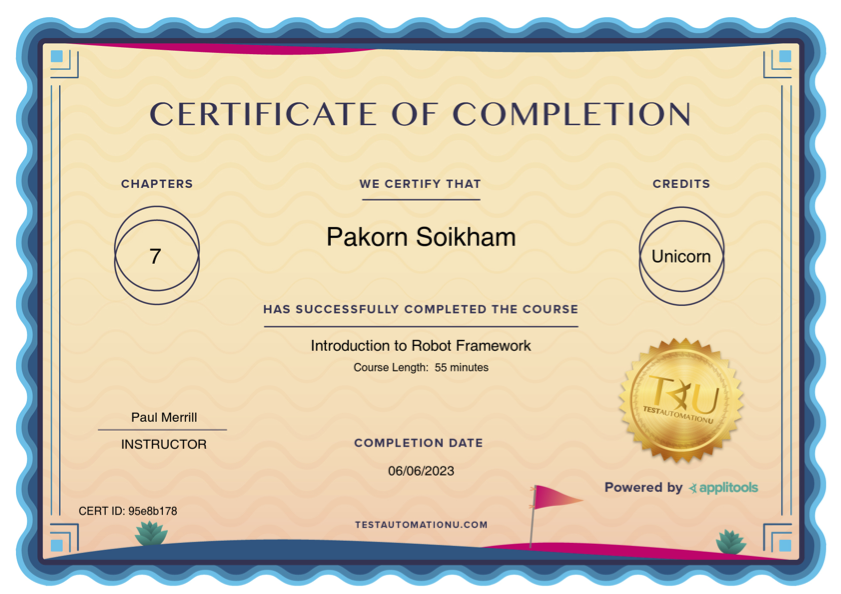 CERTIFICATE OF COMPLETION
CHAPTERS
7
WE CERTIFY THAT
Pakorn Soikham
CREDITS
Unicorn
HAS SUCCESSFULLY COMPLETED THE COURSE
Introduction to Robot Framework
Course Length: 55 minutes
TAU
TESTAUTOMATIONU
Paul Merrill
INSTRUCTOR
COMPLETION DATE
06/06/2023
Powered by applitools
CERT ID: 95e8b178
TESTAUTOMATIONU.COM